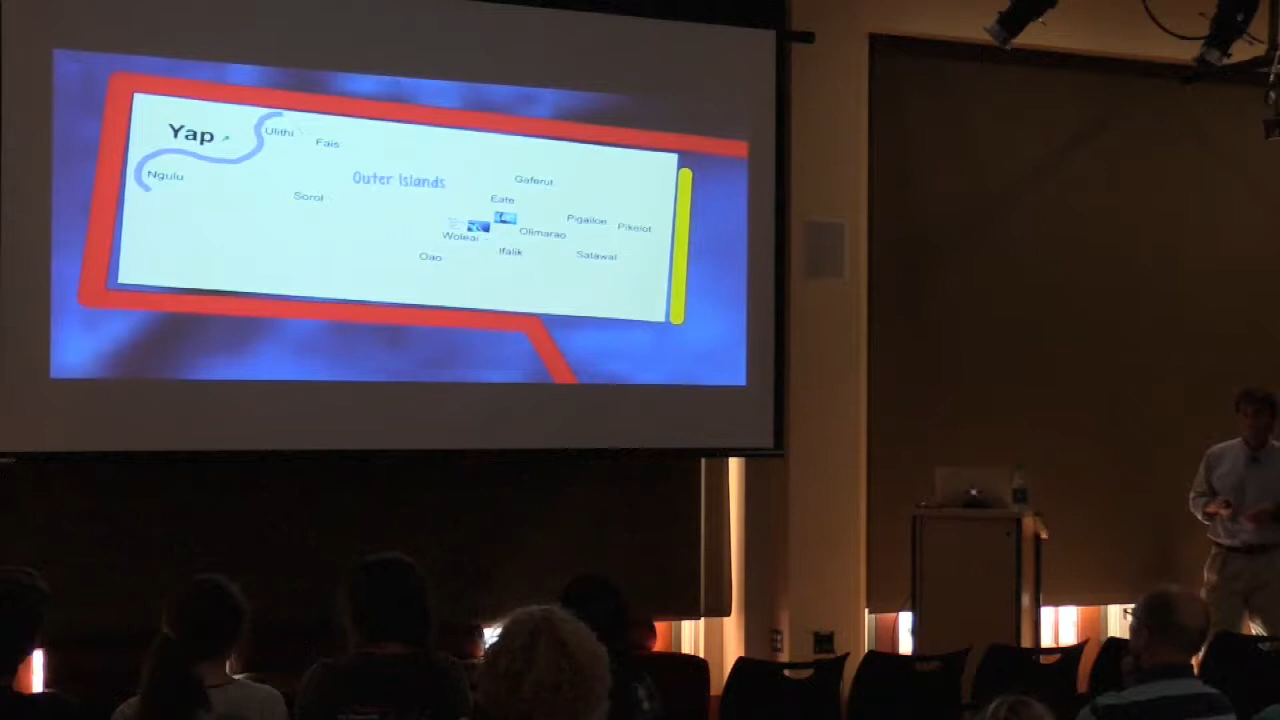 Yap
Ulithi
Fais
Ngulu
Outer Islands
Sorol
Gaferut
Eate
Pigailoe
Pikelot
Woleai
Olimarao
Oao
Ifalik
Satawal